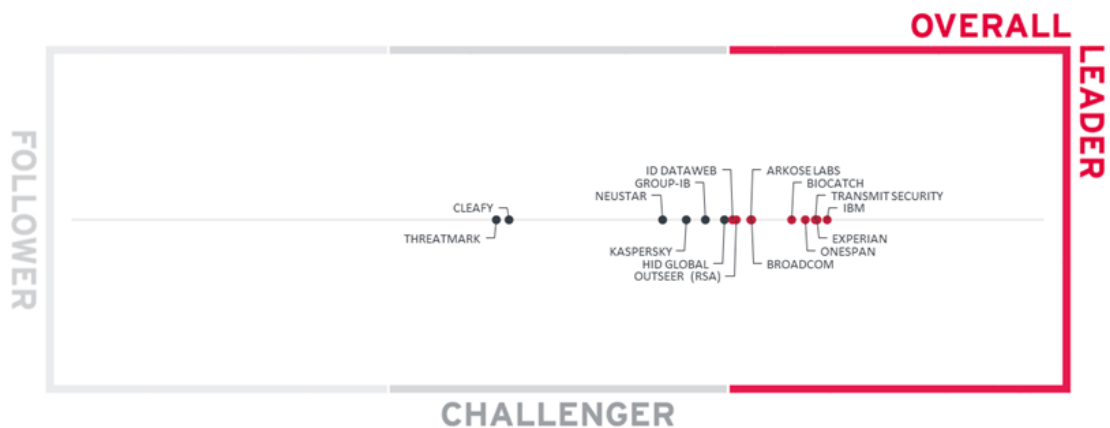 OVERALL
LEADER
FOLLOWER
ID DATAWEB
ARKOSE LABS
GROUP-IB
BIOCATCH
NEUSTAR
TRANSMIT SECURITY
CLEAFY
IBM
THREATMARK
EXPERIAN
KASPERSKY
ONESPAN
HID GLOBAL
BROADCOM
OUTSEER (RSA)
CHALLENGER